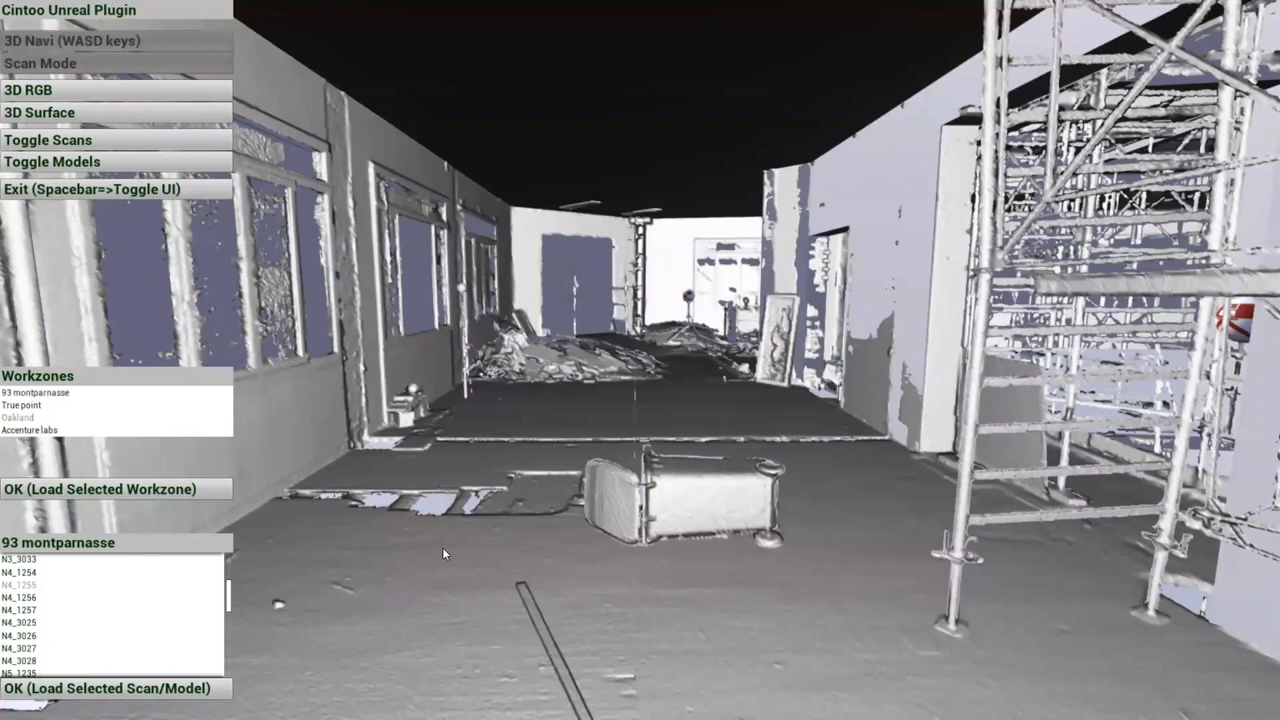 Cintoo Unreal Plugin
3D Navi (WASD keys)
Scan Mode
3D RGB
3D Surface
Toggle Scans
Toggle Models
Exit (Spacebar=>Toggle UI)
Workzones
93 montparnasse
True point
Oakland
Accenture labs
OK (Load Selected Workzone)
93 montparnasse
N3_3033
N4_1254
N4_1255
N4_1256
N4_1257
N4_3025
N4_3026
N4_3027
N4_3028
N5_1235
OK (Load Selected Scan/Model)